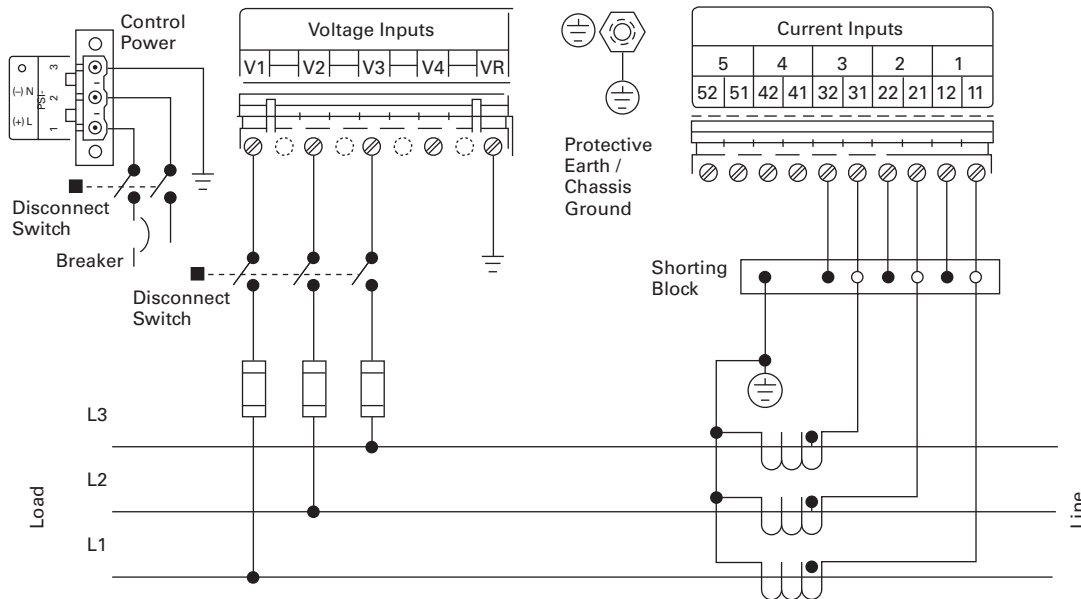 Control
Power
3
(–) N
2
PSI-
(+) L
1
Disconnect
Switch
Breaker
Voltage Inputs
V1 V2 V3 V4 VR
Disconnect
Switch
Protective
Earth /
Chassis
Ground
Current Inputs
5 4 3 2 1
52 51 42 41 32 31 22 21 12 11
Shorting
Block
L3
L2
L1
Load
Line